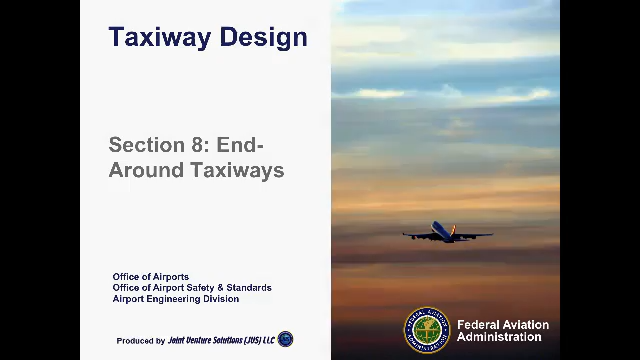 Taxiway Design
Section 8: End-
Around Taxiways
Office of Airports
Office of Airport Safety & Standards
Airport Engineering Division
Produced by Joint Venture Solutions (JVS) LLC
Federal Aviation
Administration